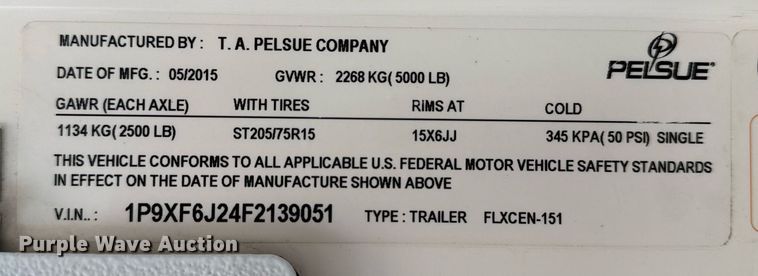 MANUFACTURED BY : T. A. PELSUE COMPANY
PELSUE®
DATE OF MFG. : 05/2015 GVWR : 2268 KG( 5000 LB)
GAWR (EACH AXLE) WITH TIRES RIMS AT COLD
1134 KG( 2500 LB) ST205/75R15 15X6JJ 345 KPA( 50 PSI) SINGLE
THIS VEHICLE CONFORMS TO ALL APPLICABLE U.S. FEDERAL MOTOR VEHICLE SAFETY STANDARDS
IN EFFECT ON THE DATE OF MANUFACTURE SHOWN ABOVE
V.I.N.. : 1P9XF6J24F2139051 TYPE : TRAILER FLXCEN-151
Purple Wave Auction